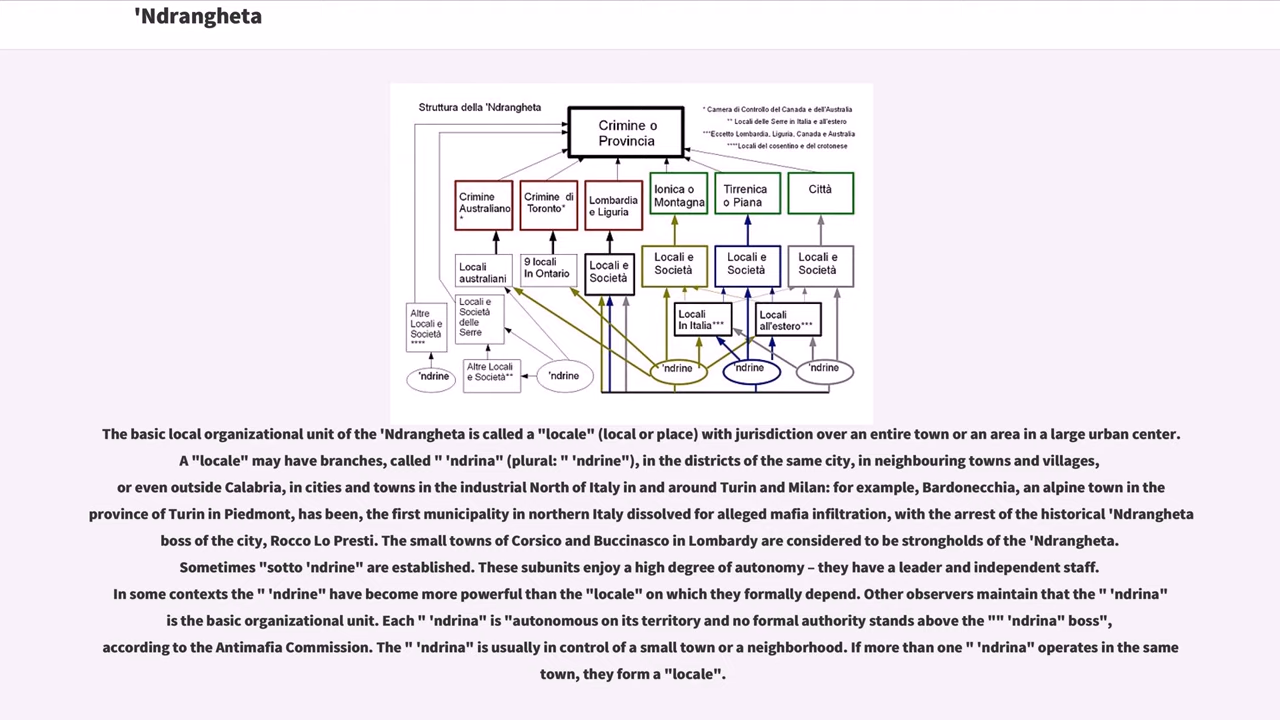 'Ndrangheta
Struttura della 'Ndrangheta
Crimine o
Provincia
* Camera di Controllo del Canada e dell'Australia
** Locali delle Serre in Italia e all'estero
***Eccetto Lombardia, Liguria, Canada e Australia
****Locali del cosentino e del crotonese
Crimine
Australiano
*
Crimine di
Toronto*
Lombardia
e Liguria
Ionica o
Montagna
Tirrenica
o Piana
Città
Locali
australiani
9 locali
In Ontario
Locali e
Società
Locali e
Società
Locali e
Società
Locali e
Società
Altre
Locali e
Società
****
Locali e
Società
delle
Serre
Locali
In Italia***
Locali
all'estero***
'ndrine
Altre Locali
e Società**
'ndrine
'ndrine
'ndrine
'ndrine
The basic local organizational unit of the 'Ndrangheta is called a "locale" (local or place) with jurisdiction over an entire town or an area in a large urban center.
A "locale" may have branches, called " 'ndrina" (plural: " 'ndrine"), in the districts of the same city, in neighbouring towns and villages,
or even outside Calabria, in cities and towns in the industrial North of Italy in and around Turin and Milan: for example, Bardonecchia, an alpine town in the
province of Turin in Piedmont, has been, the first municipality in northern Italy dissolved for alleged mafia infiltration, with the arrest of the historical 'Ndrangheta
boss of the city, Rocco Lo Presti. The small towns of Corsico and Buccinasco in Lombardy are considered to be strongholds of the 'Ndrangheta.
Sometimes "sotto 'ndrine" are established. These subunits enjoy a high degree of autonomy – they have a leader and independent staff.
In some contexts the " 'ndrine" have become more powerful than the "locale" on which they formally depend. Other observers maintain that the " 'ndrina"
is the basic organizational unit. Each " 'ndrina" is "autonomous on its territory and no formal authority stands above the "" 'ndrina" boss",
according to the Antimafia Commission. The " 'ndrina" is usually in control of a small town or a neighborhood. If more than one " 'ndrina" operates in the same
town, they form a "locale".